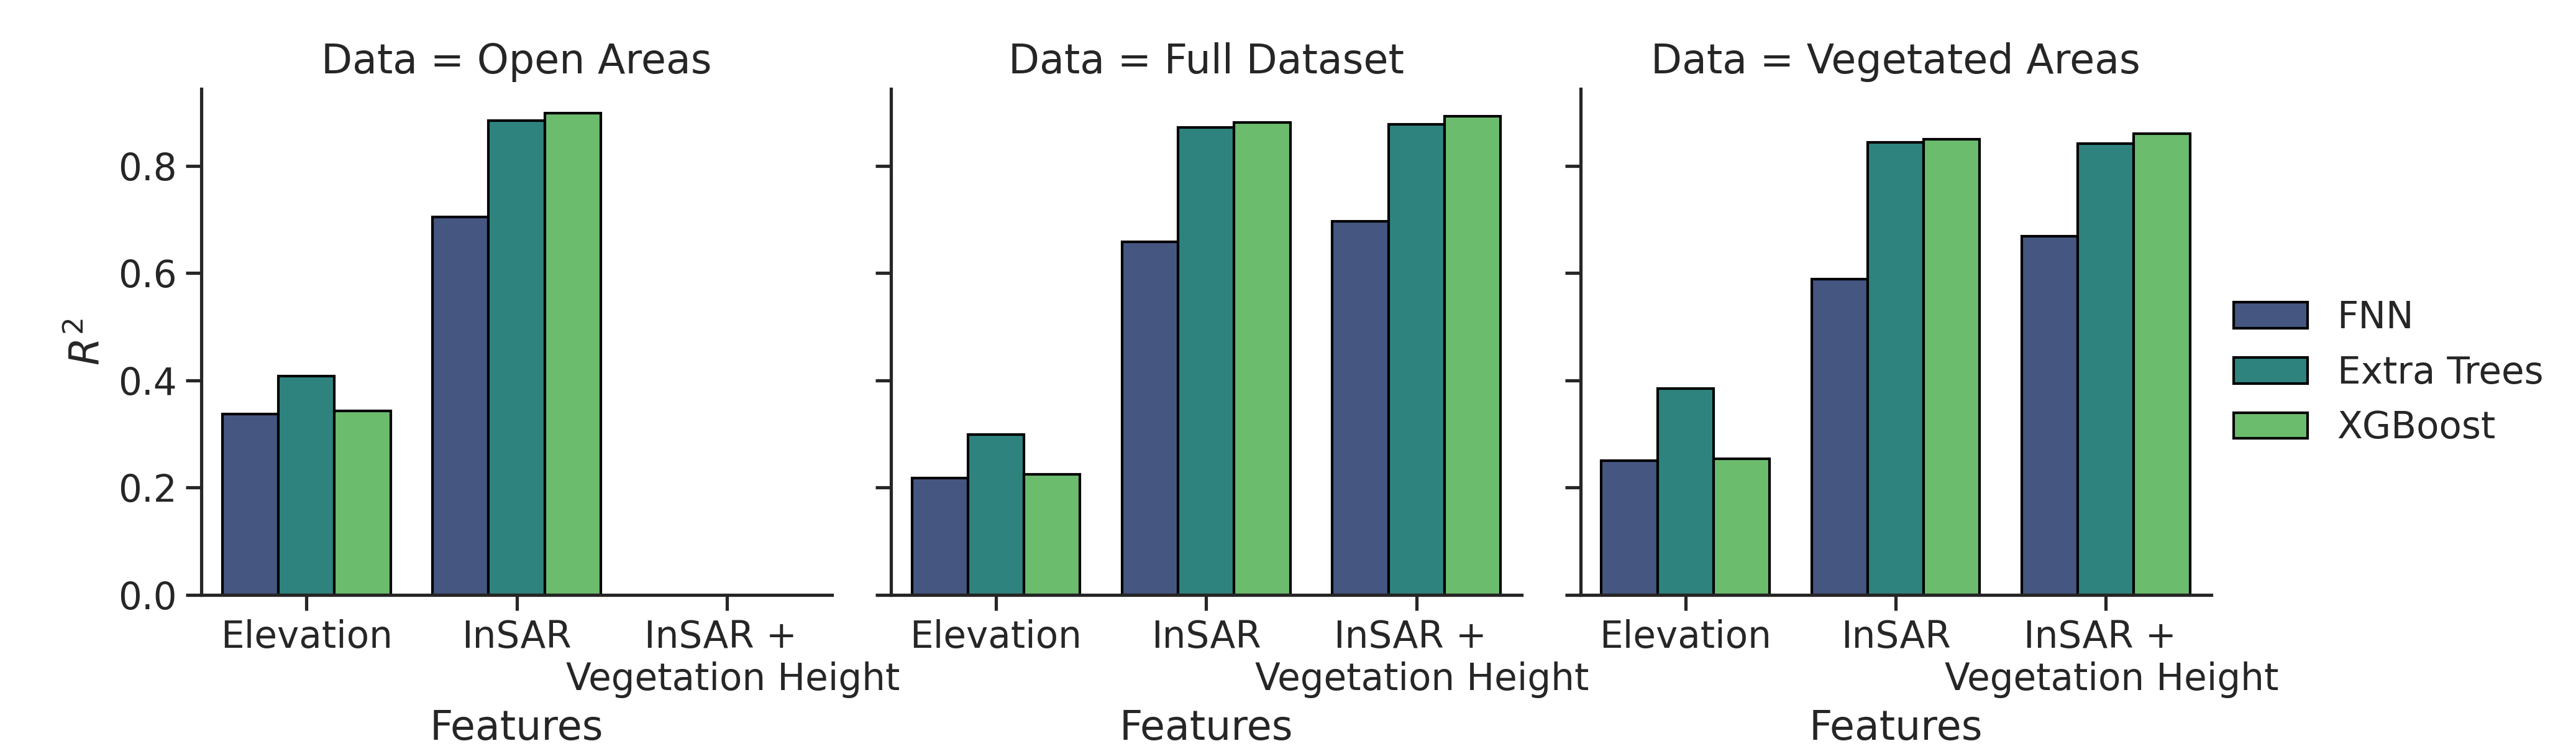 Data = Open Areas
Data = Full Dataset
Data = Vegetated Areas
R²
0.8
0.6
0.4
0.2
0.0
Elevation
InSAR
InSAR +
Vegetation Height
Features
Elevation
InSAR
InSAR +
Vegetation Height
Features
Elevation
InSAR
InSAR +
Vegetation Height
Features
FNN
Extra Trees
XGBoost